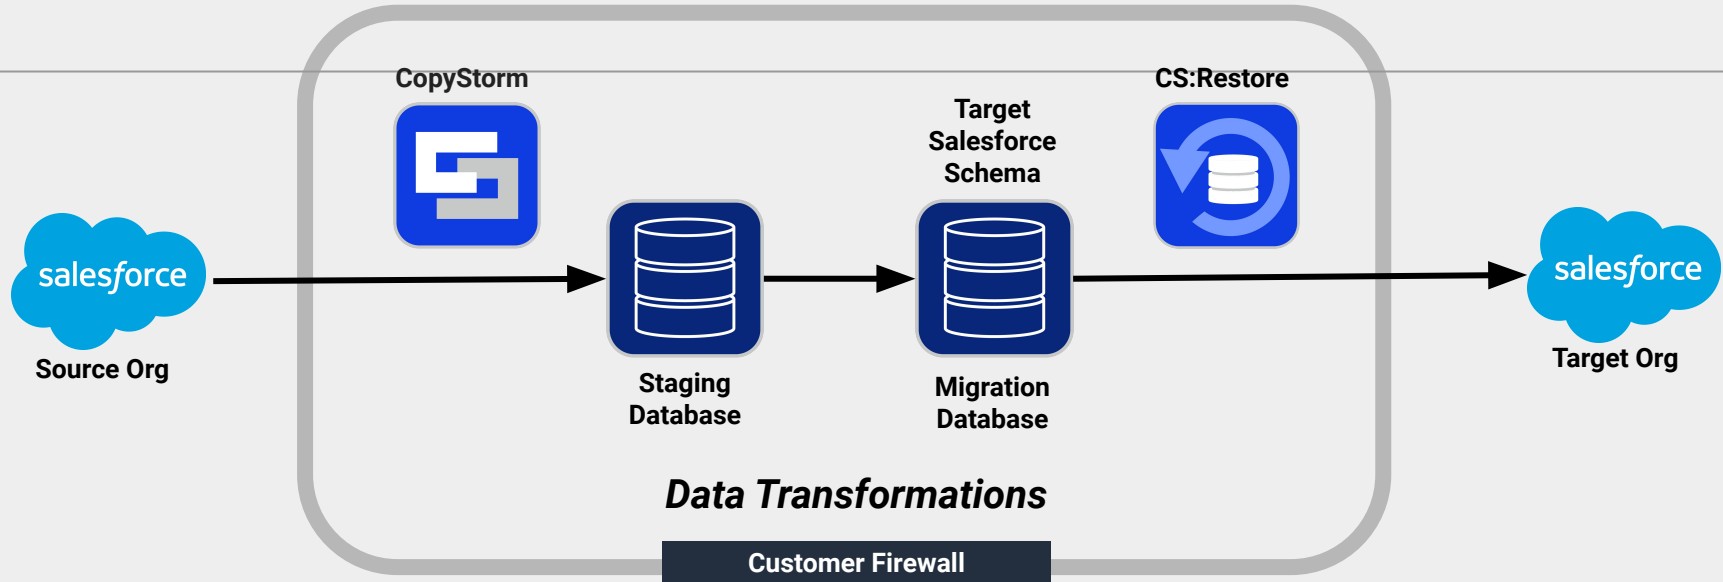 CopyStorm
CS:Restore
Target
Salesforce
Schema
salesforce
salesforce
Source Org
Target Org
Staging
Database
Migration
Database
Data Transformations
Customer Firewall